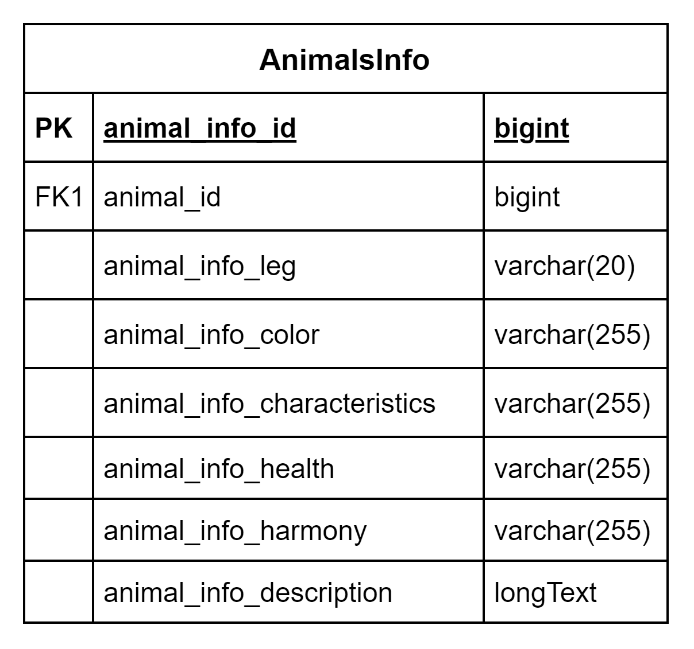 AnimalsInfo
PK animal_info_id bigint
FK1 animal_id bigint
animal_info_leg varchar(20)
animal_info_color varchar(255)
animal_info_characteristics varchar(255)
animal_info_health varchar(255)
animal_info_harmony varchar(255)
animal_info_description longText